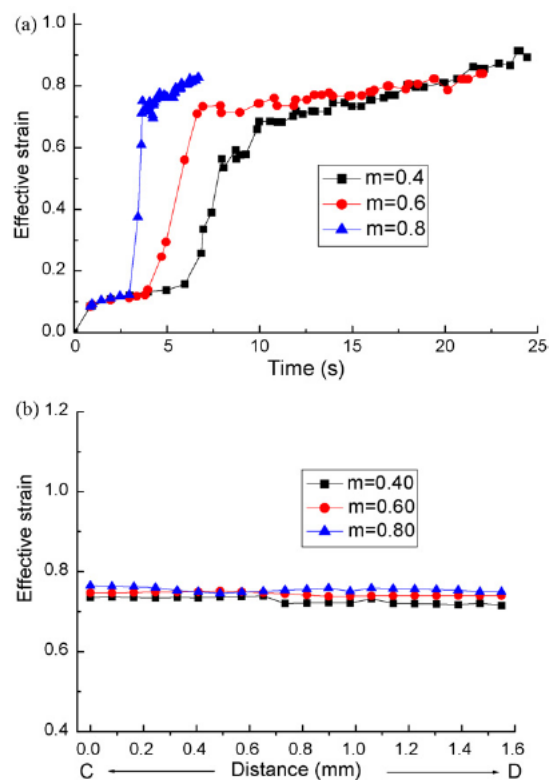 (a)
1.0
0.8
0.6
0.4
0.2
0.0
Effective strain
m=0.4
m=0.6
m=0.8
0 5 10 15 20 25
Time (s)
(b)
1.2
1.0
0.8
0.6
0.4
Effective strain
m=0.40
m=0.60
m=0.80
0.0 0.2 0.4 0.6 0.8 1.0 1.2 1.4 1.6
C Distance (mm) D